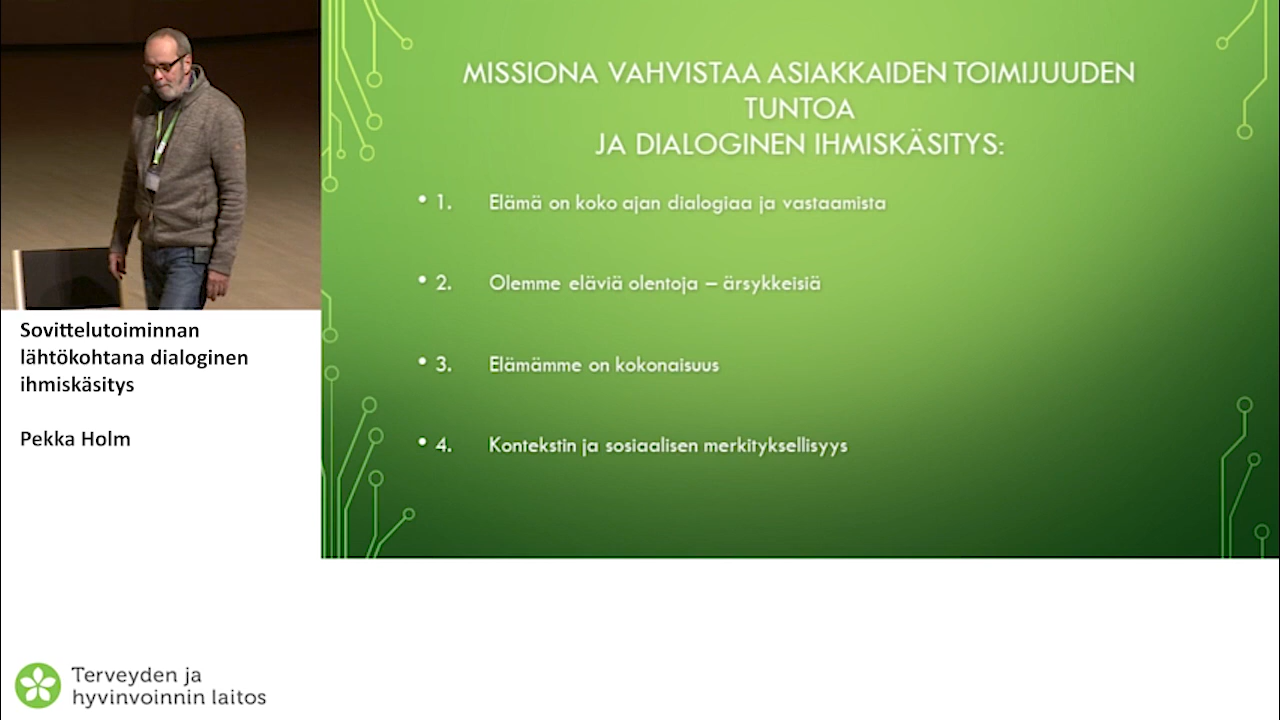 MISSIONA VAHVISTAA ASIAKKAIDEN TOIMIJUUDEN
TUNTOA
JA DIALOGINEN IHMISKÄSITYS:
• 1. Elämä on koko ajan dialogiaa ja vastaamista
• 2. Olemme eläviä olentoja – ärsykkeisiä
• 3. Elämämme on kokonaisuus
• 4. Kontekstin ja sosiaalisen merkityksellisyys
Sovittelutoiminnan
lähtökohtana dialoginen
ihmiskäsitys
Pekka Holm
Terveyden ja
hyvinvoinnin laitos